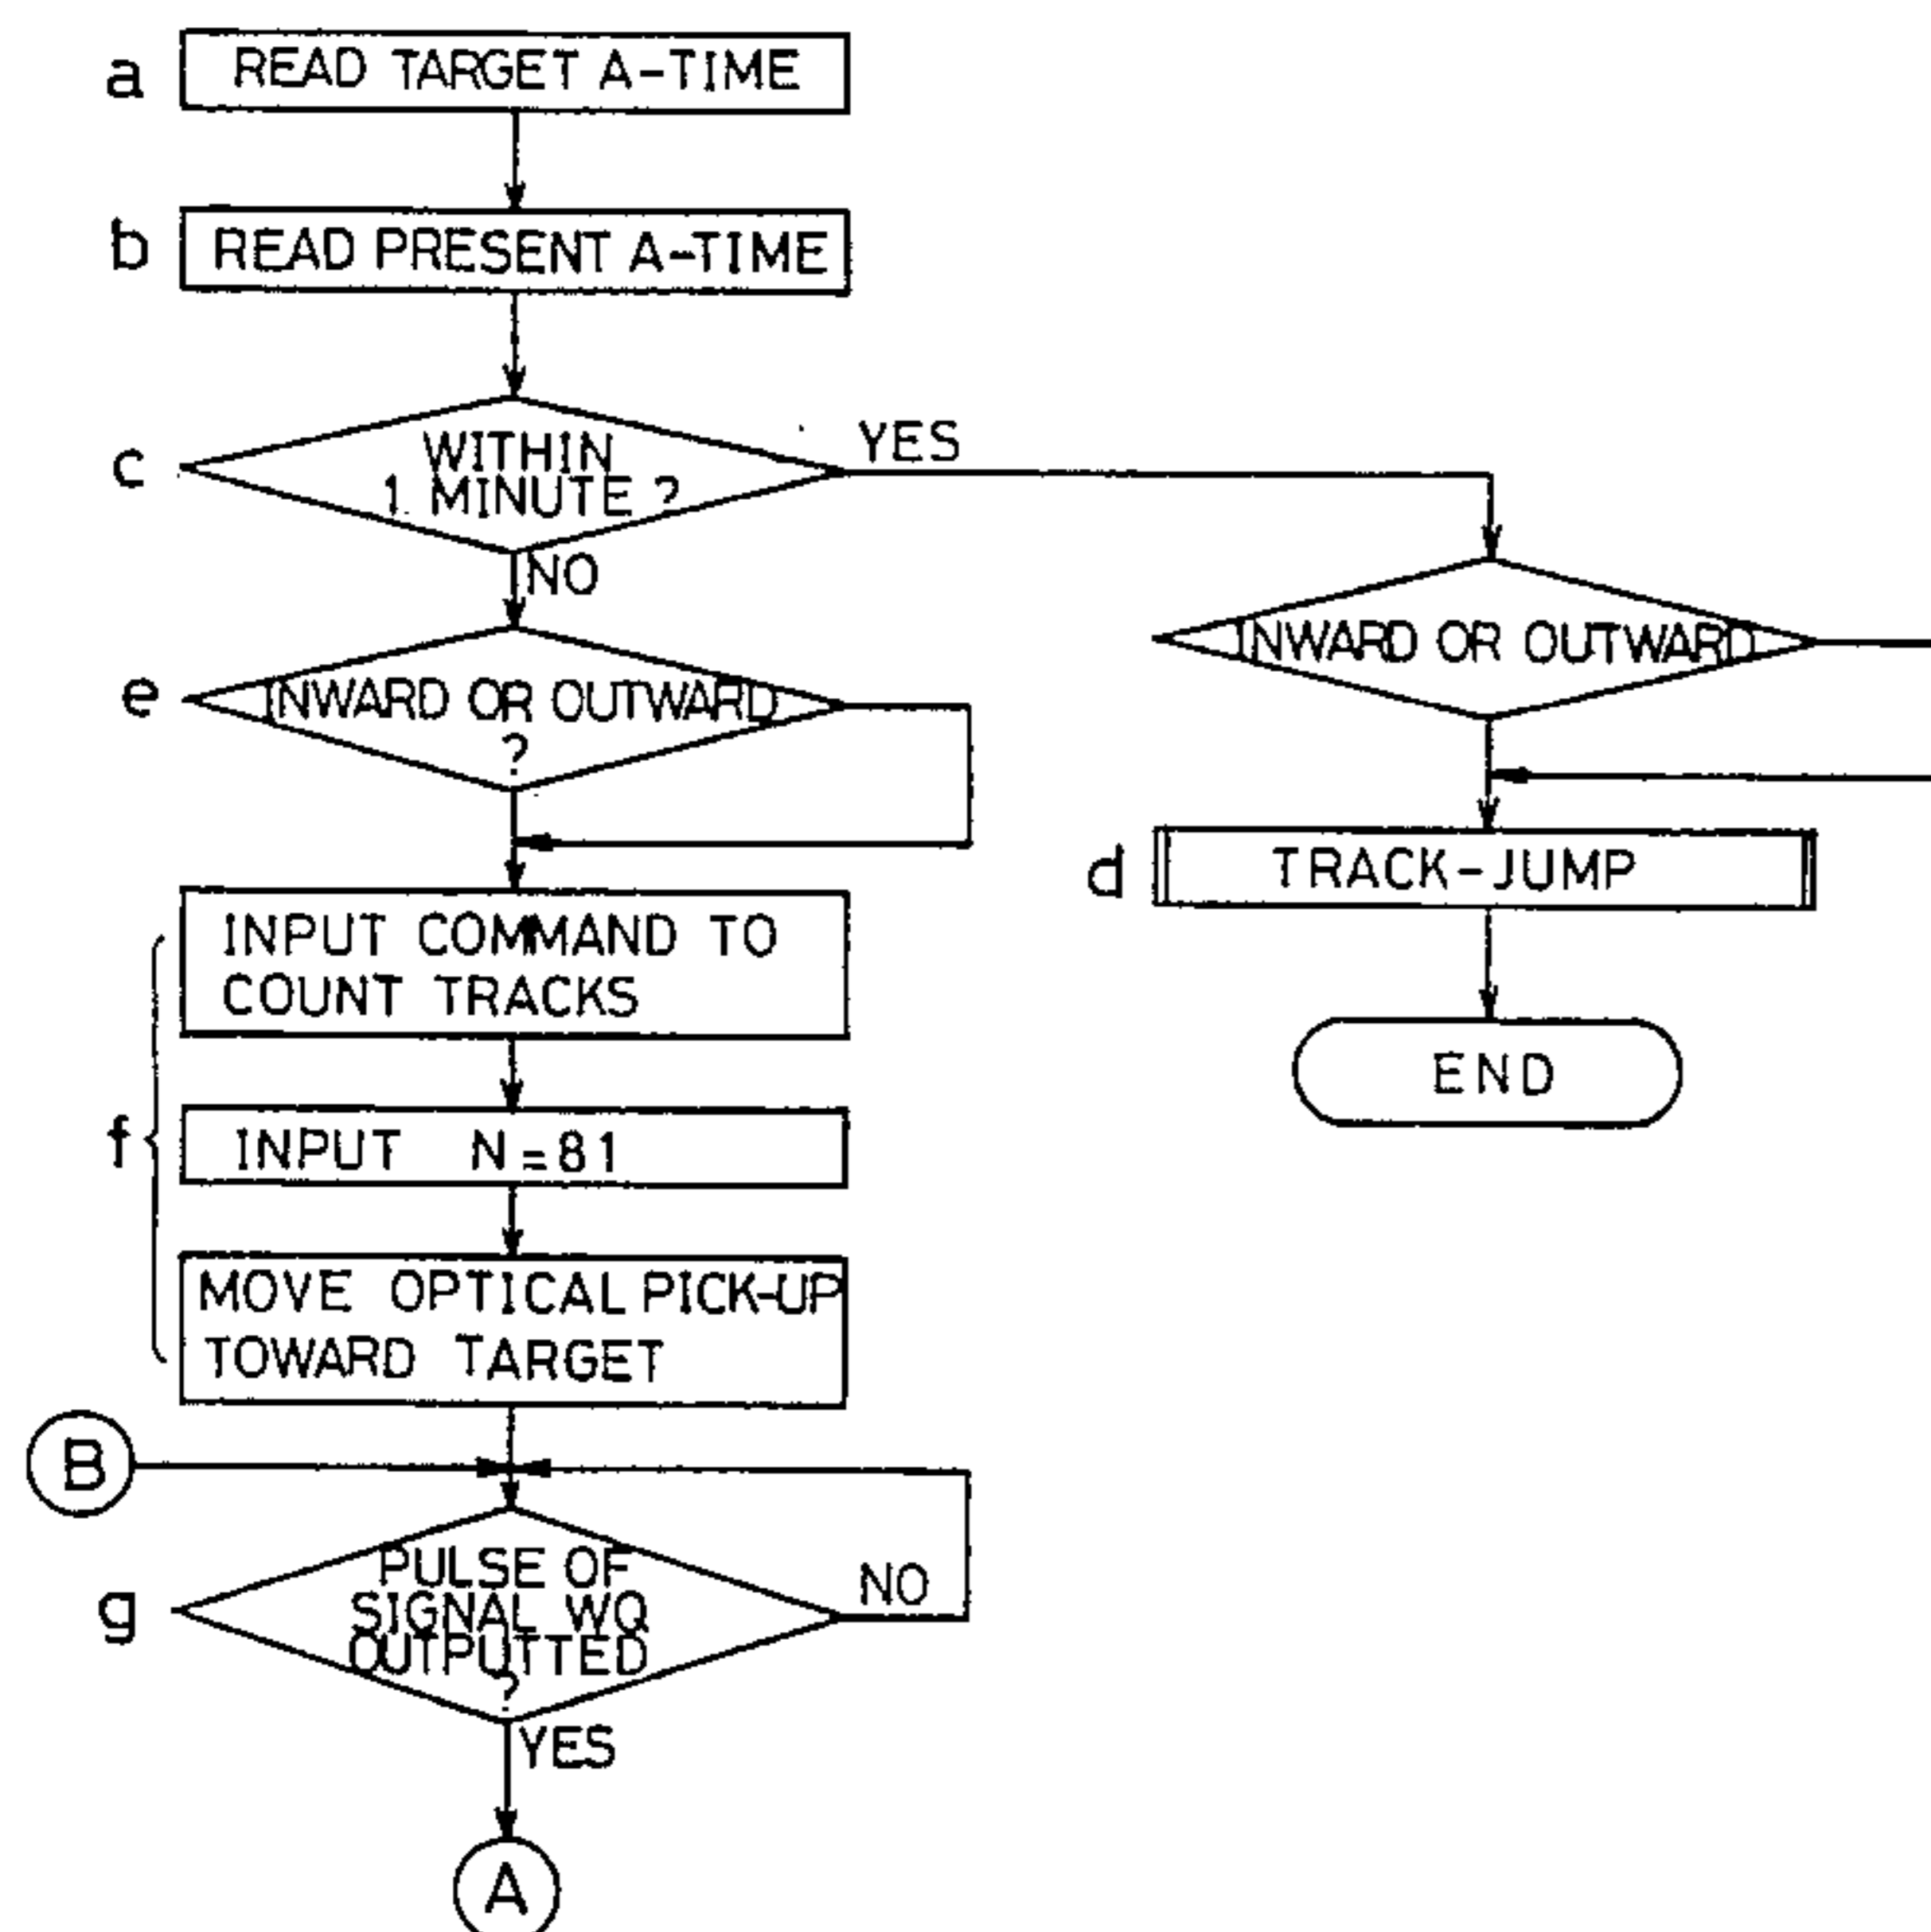 a
READ TARGET A-TIME
b
READ PRESENT A-TIME
c
WITHIN
1 MINUTE ?
YES
NO
e
INWARD OR OUTWARD
?
INWARD OR OUTWARD
d
TRACK-JUMP
END
f
INPUT COMMAND TO
COUNT TRACKS
INPUT N=81
MOVE OPTICAL PICK-UP
TOWARD TARGET
B
g
PULSE OF
SIGNAL WQ
OUTPUTTED
?
NO
YES
A